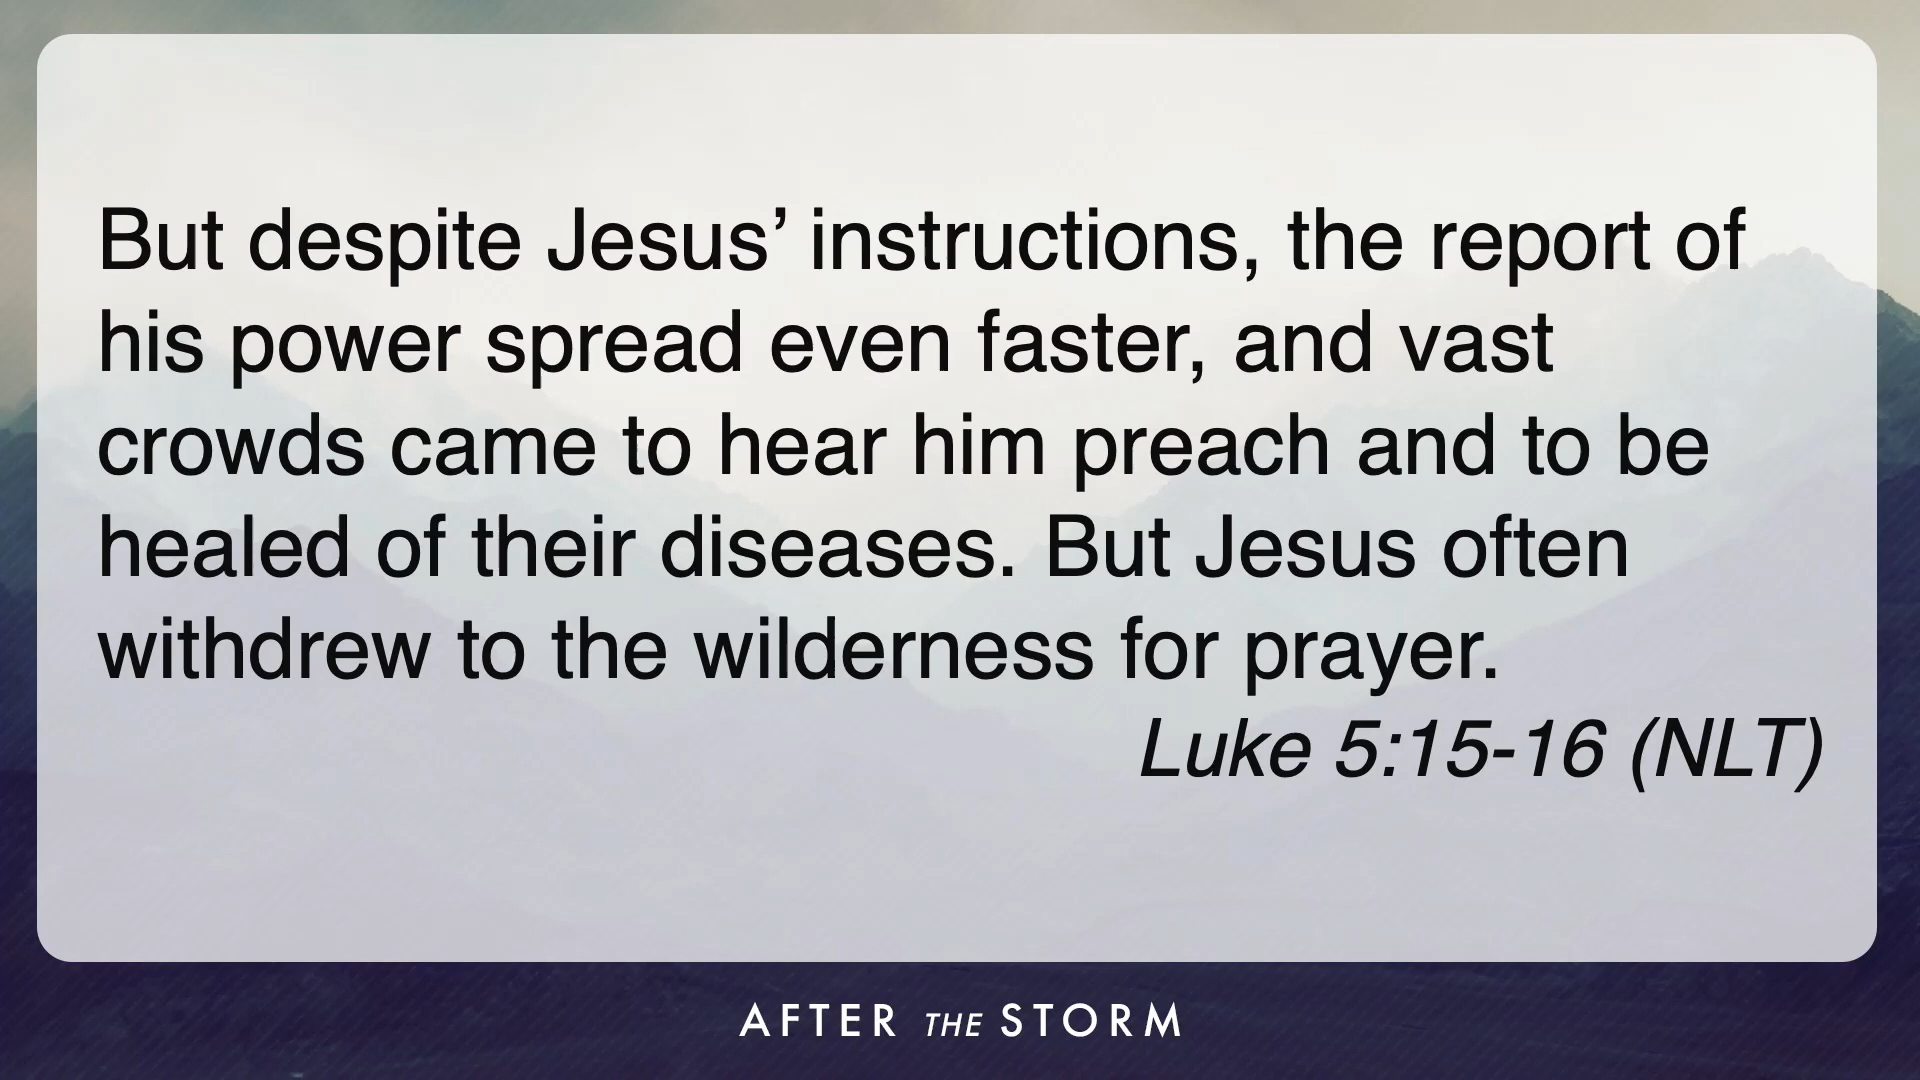 But despite Jesus’ instructions, the report of
his power spread even faster, and vast
crowds came to hear him preach and to be
healed of their diseases. But Jesus often
withdrew to the wilderness for prayer.
Luke 5:15-16 (NLT)
AFTER THE STORM